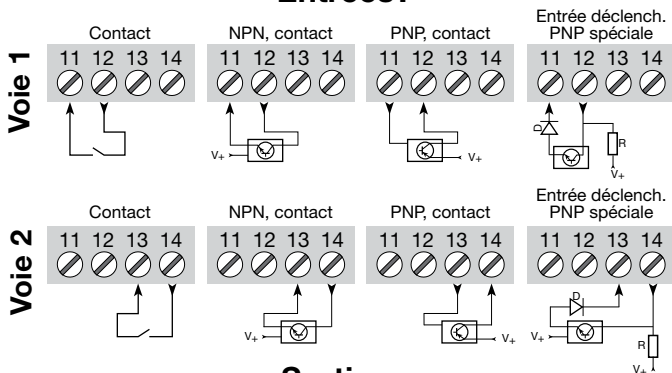 Voie 1
Contact
11 12 13 14
NPN, contact
11 12 13 14
V+
PNP, contact
11 12 13 14
V+
Entrée déclench.
PNP spéciale
11 12 13 14
D
R
V+
Voie 2
Contact
11 12 13 14
NPN, contact
11 12 13 14
V+
PNP, contact
11 12 13 14
V+
Entrée déclench.
PNP spéciale
11 12 13 14
D
V+
R
V+